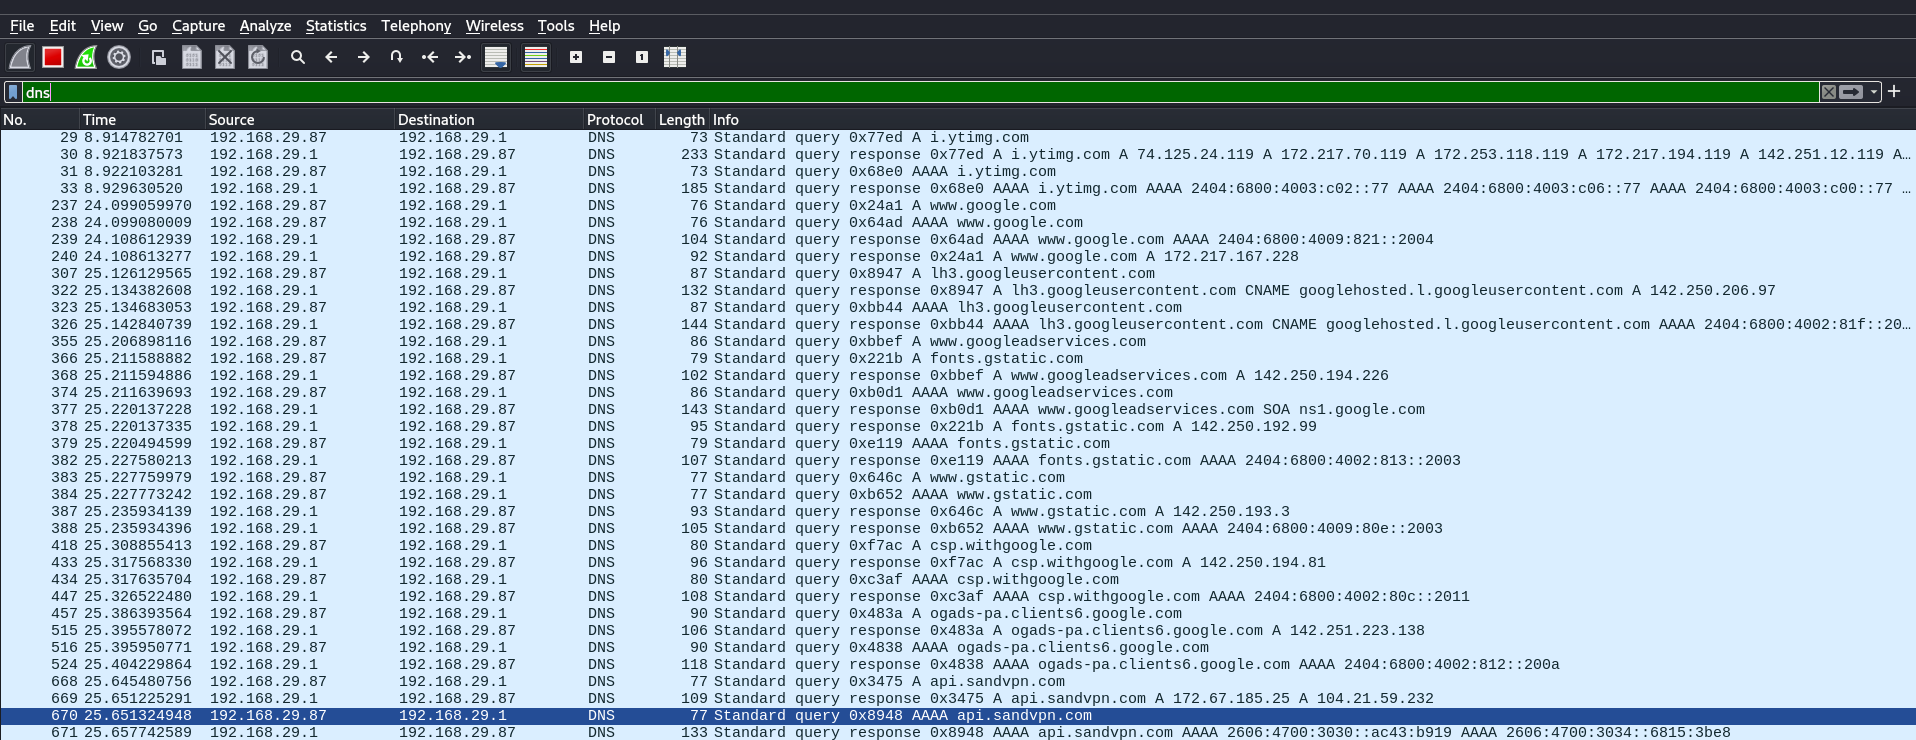 File Edit View Go Capture Analyze Statistics Telephony Wireless Tools Help
dns
No. Time Source Destination Protocol Length Info
29 8.914782701 192.168.29.87 192.168.29.1 DNS 73 Standard query 0x77ed A i.ytimg.com
30 8.921837573 192.168.29.1 192.168.29.87 DNS 233 Standard query response 0x77ed A i.ytimg.com A 74.125.24.119 A 172.217.70.119 A 172.253.118.119 A 172.217.194.119 A 142.251.12.119 A…
31 8.922103281 192.168.29.87 192.168.29.1 DNS 73 Standard query 0x68e0 AAAA i.ytimg.com
33 8.929630520 192.168.29.1 192.168.29.87 DNS 185 Standard query response 0x68e0 AAAA i.ytimg.com AAAA 2404:6800:4003:c02::77 AAAA 2404:6800:4003:c06::77 AAAA 2404:6800:4003:c00::77 …
237 24.099059970 192.168.29.87 192.168.29.1 DNS 76 Standard query 0x24a1 A www.google.com
238 24.099080009 192.168.29.87 192.168.29.1 DNS 76 Standard query 0x64ad AAAA www.google.com
239 24.108612939 192.168.29.1 192.168.29.87 DNS 104 Standard query response 0x64ad AAAA www.google.com AAAA 2404:6800:4009:821::2004
240 24.108613277 192.168.29.1 192.168.29.87 DNS 92 Standard query response 0x24a1 A www.google.com A 172.217.167.228
307 25.126129565 192.168.29.87 192.168.29.1 DNS 87 Standard query 0x8947 A lh3.googleusercontent.com
322 25.134382608 192.168.29.1 192.168.29.87 DNS 132 Standard query response 0x8947 A lh3.googleusercontent.com CNAME googlehosted.l.googleusercontent.com A 142.250.206.97
323 25.134683053 192.168.29.87 192.168.29.1 DNS 87 Standard query 0xbb44 AAAA lh3.googleusercontent.com
326 25.142840739 192.168.29.1 192.168.29.87 DNS 144 Standard query response 0xbb44 AAAA lh3.googleusercontent.com CNAME googlehosted.l.googleusercontent.com AAAA 2404:6800:4002:81f::20…
355 25.206898116 192.168.29.87 192.168.29.1 DNS 86 Standard query 0xbbef A www.googleadservices.com
366 25.211588882 192.168.29.87 192.168.29.1 DNS 79 Standard query 0x221b A fonts.gstatic.com
368 25.211594886 192.168.29.1 192.168.29.87 DNS 102 Standard query response 0xbbef A www.googleadservices.com A 142.250.194.226
374 25.211639693 192.168.29.87 192.168.29.1 DNS 86 Standard query 0xb0d1 AAAA www.googleadservices.com
377 25.220137228 192.168.29.1 192.168.29.87 DNS 143 Standard query response 0xb0d1 AAAA www.googleadservices.com SOA ns1.google.com
378 25.220137335 192.168.29.1 192.168.29.87 DNS 95 Standard query response 0x221b A fonts.gstatic.com A 142.250.192.99
379 25.220494599 192.168.29.87 192.168.29.1 DNS 79 Standard query 0xe119 AAAA fonts.gstatic.com
382 25.227580213 192.168.29.1 192.168.29.87 DNS 107 Standard query response 0xe119 AAAA fonts.gstatic.com AAAA 2404:6800:4002:813::2003
383 25.227759979 192.168.29.87 192.168.29.1 DNS 77 Standard query 0x646c A www.gstatic.com
384 25.227773242 192.168.29.87 192.168.29.1 DNS 77 Standard query 0xb652 AAAA www.gstatic.com
387 25.235934139 192.168.29.1 192.168.29.87 DNS 93 Standard query response 0x646c A www.gstatic.com A 142.250.193.3
388 25.235934396 192.168.29.1 192.168.29.87 DNS 105 Standard query response 0xb652 AAAA www.gstatic.com AAAA 2404:6800:4009:80e::2003
418 25.308855413 192.168.29.87 192.168.29.1 DNS 80 Standard query 0xf7ac A csp.withgoogle.com
433 25.317568330 192.168.29.1 192.168.29.87 DNS 96 Standard query response 0xf7ac A csp.withgoogle.com A 142.250.194.81
434 25.317635704 192.168.29.87 192.168.29.1 DNS 80 Standard query 0xc3af AAAA csp.withgoogle.com
447 25.326522480 192.168.29.1 192.168.29.87 DNS 108 Standard query response 0xc3af AAAA csp.withgoogle.com AAAA 2404:6800:4002:80c::2011
457 25.386393564 192.168.29.87 192.168.29.1 DNS 90 Standard query 0x483a A ogads-pa.clients6.google.com
515 25.395578072 192.168.29.1 192.168.29.87 DNS 106 Standard query response 0x483a A ogads-pa.clients6.google.com A 142.251.223.138
516 25.395950771 192.168.29.87 192.168.29.1 DNS 90 Standard query 0x4838 AAAA ogads-pa.clients6.google.com
524 25.404229864 192.168.29.1 192.168.29.87 DNS 118 Standard query response 0x4838 AAAA ogads-pa.clients6.google.com AAAA 2404:6800:4002:812::200a
668 25.645480756 192.168.29.87 192.168.29.1 DNS 77 Standard query 0x3475 A api.sandvpn.com
669 25.651225291 192.168.29.1 192.168.29.87 DNS 109 Standard query response 0x3475 A api.sandvpn.com A 172.67.185.25 A 104.21.59.232
670 25.651324948 192.168.29.87 192.168.29.1 DNS 77 Standard query 0x8948 AAAA api.sandvpn.com
671 25.657742589 192.168.29.1 192.168.29.87 DNS 133 Standard query response 0x8948 AAAA api.sandvpn.com AAAA 2606:4700:3030::ac43:b919 AAAA 2606:4700:3034::6815:3be8